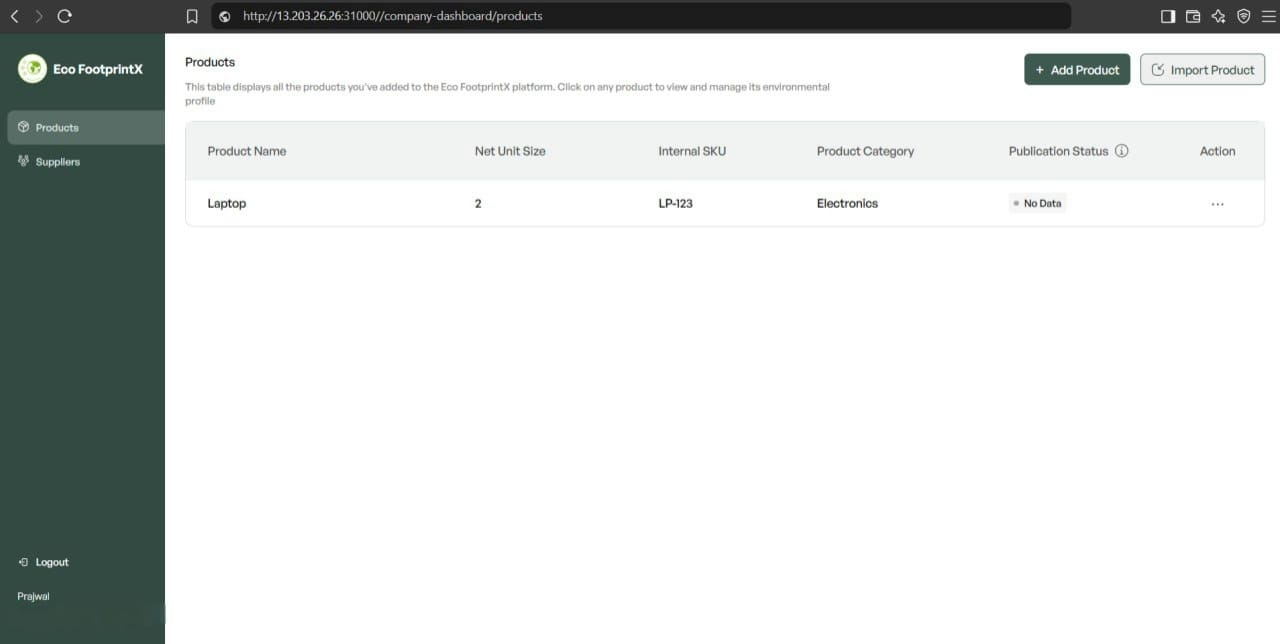 http://13.203.26.26:31000//company-dashboard/products
Eco FootprintX
Products
Suppliers
Logout
Prajwal
Products
This table displays all the products you've added to the Eco FootprintX platform. Click on any product to view and manage its environmental
profile
+ Add Product
Import Product
Product Name Net Unit Size Internal SKU Product Category Publication Status Action
Laptop 2 LP-123 Electronics No Data ...